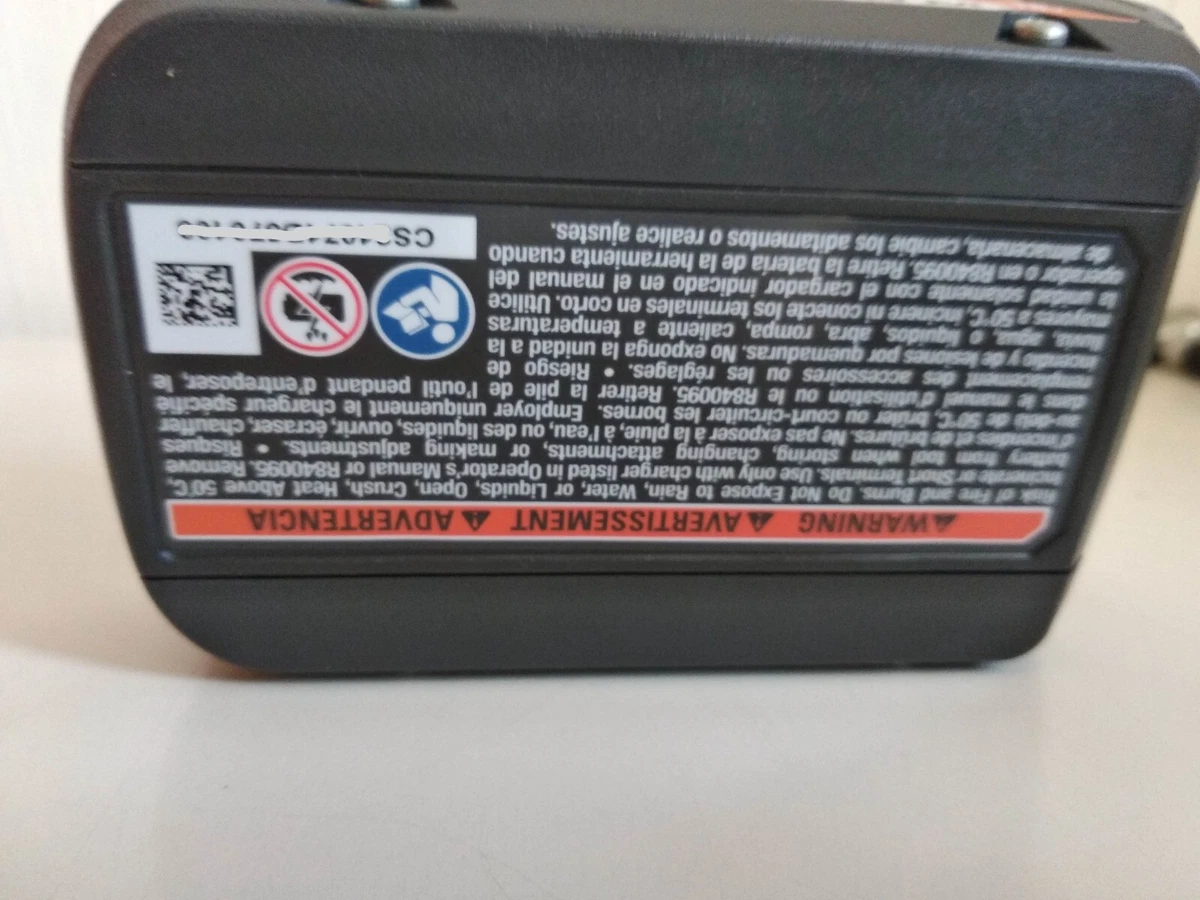 ⚠WARNING ⚠AVERTISSEMENT ⚠ADVERTENCIA
Risk of Fire and Burns. Do Not Expose to Rain, Water, or Liquids, Open, Crush, Heat Above 50°C,
Incinerate or Short Terminals. Use only with charger listed in Operator's Manual or R840095. Remove
battery from tool when storing, changing attachments, or making adjustments. • Risques
d'incendies et de brûlures. Ne pas exposer à la pluie, à l'eau, ou des liquides, ouvrir, écraser, chauffer
au-delà de 50°C, brûler ou court-circuiter les bornes. Employer uniquement le chargeur spécifié
dans le manuel d'utilisation ou le R840095. Retirer la pile de l'outil pendant d'entreposer, le
remplacement des accessoires ou les réglages. • Riesgo de
incendio y de lesiones por quemaduras. No exponga la unidad a la
lluvia, agua, o líquidos, abra, rompa, caliente a temperaturas
mayores a 50°C, incinere ni conecte los terminales en corto. Utilice
la unidad solamente con el cargador indicado en el manual del
operador o en R840095. Retire la batería de la herramienta cuando
de almacenarla, cambie los aditamentos o realice ajustes.